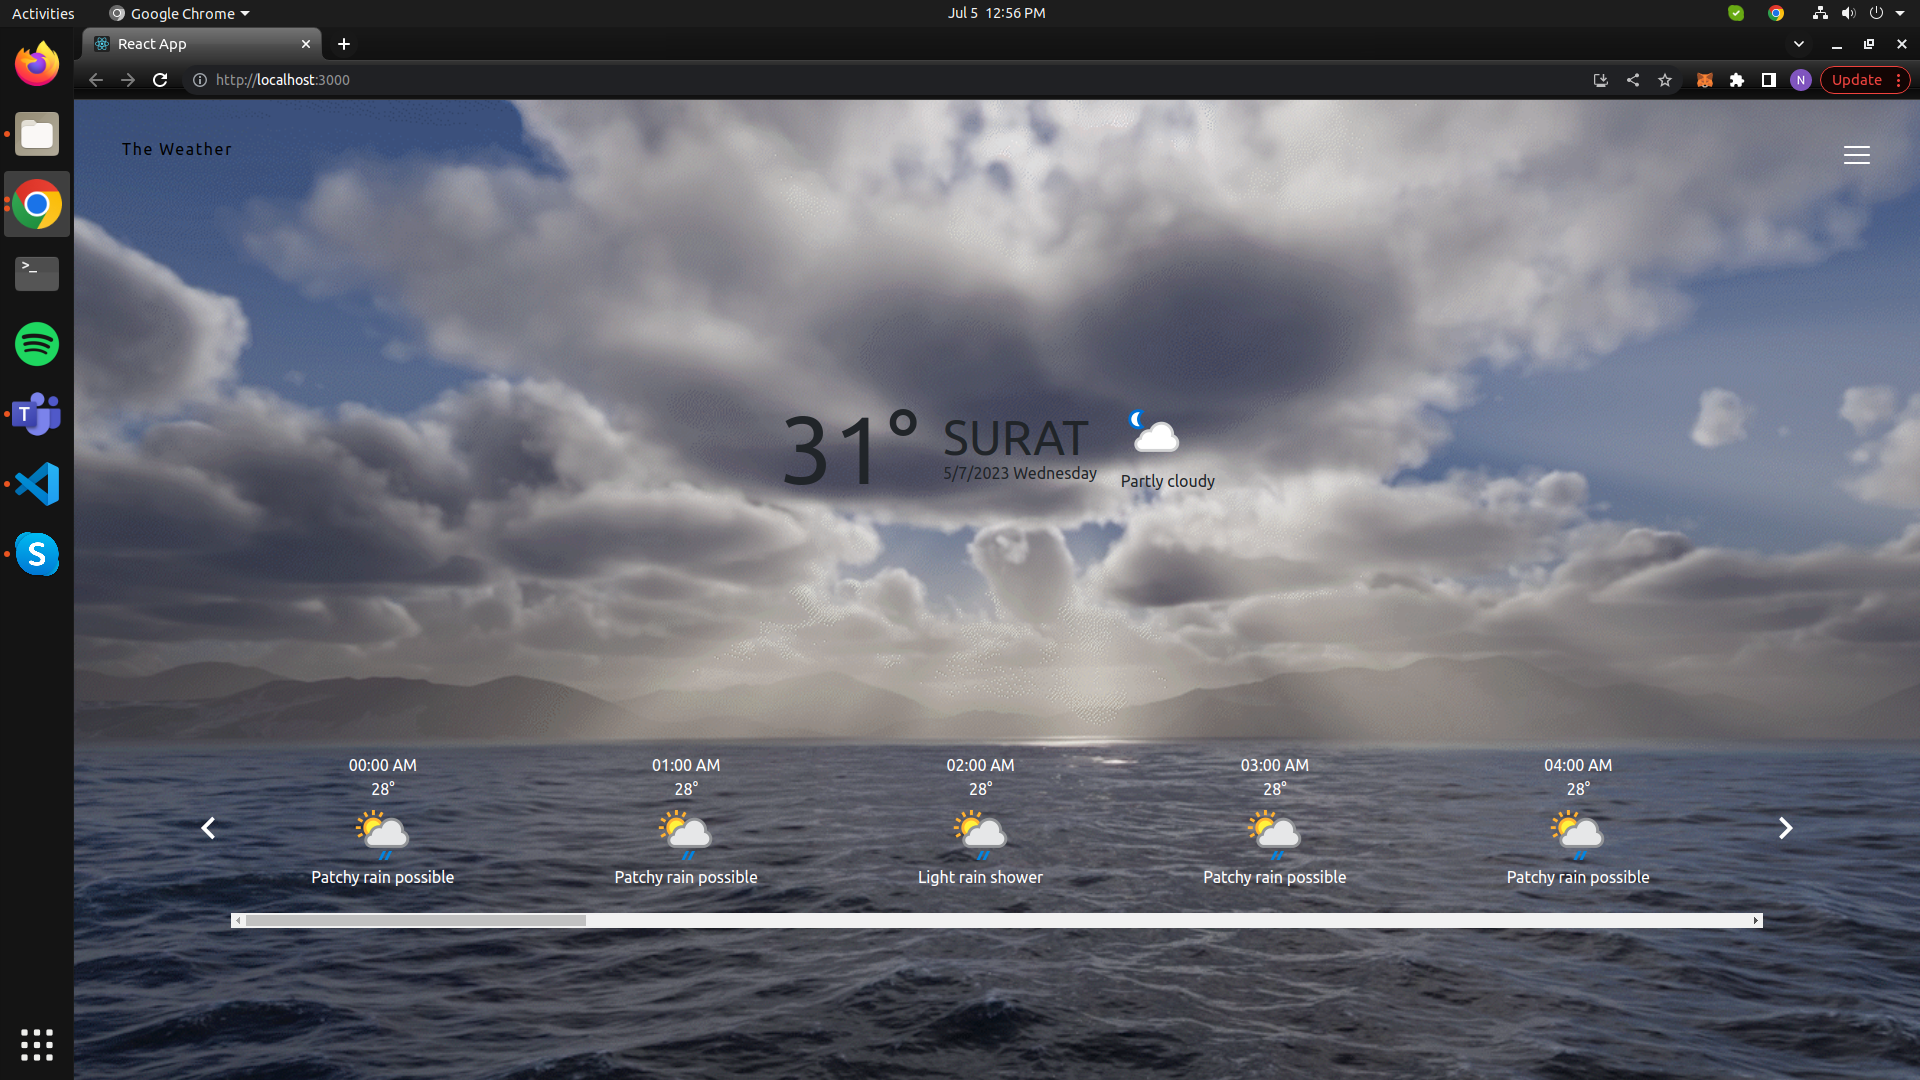 Activities
Google Chrome
Jul 5 12:56 PM
React App
http://localhost:3000
N
Update
The Weather
31°
SURAT
5/7/2023 Wednesday
Partly cloudy
00:00 AM
28°
Patchy rain possible
01:00 AM
28°
Patchy rain possible
02:00 AM
28°
Light rain shower
03:00 AM
28°
Patchy rain possible
04:00 AM
28°
Patchy rain possible
>_
T
S